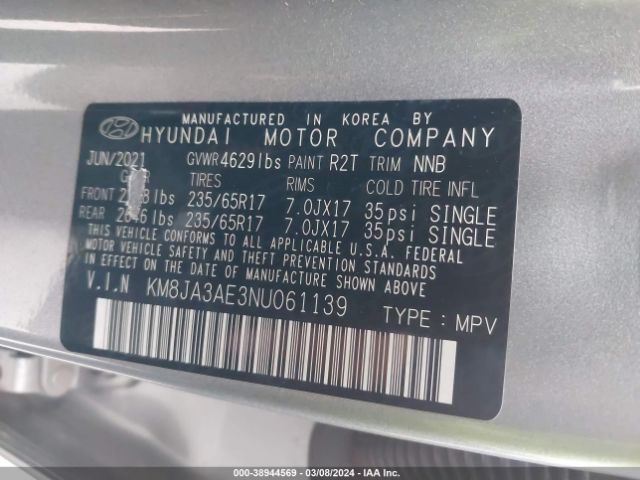 MANUFACTURED IN KOREA BY
HYUNDAI MOTOR COMPANY
JUN/2021 GVWR 4629lbs PAINT R2T TRIM NNB
TIRES RIMS COLD TIRE INFL
FRONT lbs 235/65R17 7.0JX17 35psi SINGLE
REAR lbs 235/65R17 7.0JX17 35psi SINGLE
THIS VEHICLE CONFORMS TO ALL APPLICABLE U.S.A. FEDERAL
MOTOR VEHICLE SAFETY AND THEFT PREVENTION STANDARDS
IN EFFECT ON THE DATE OF MANUFACTURE SHOWN ABOVE.
V.I.N KM8JA3AE3NU061139
TYPE : MPV
000-38944569 — 03/08/2024 — IAA Inc.